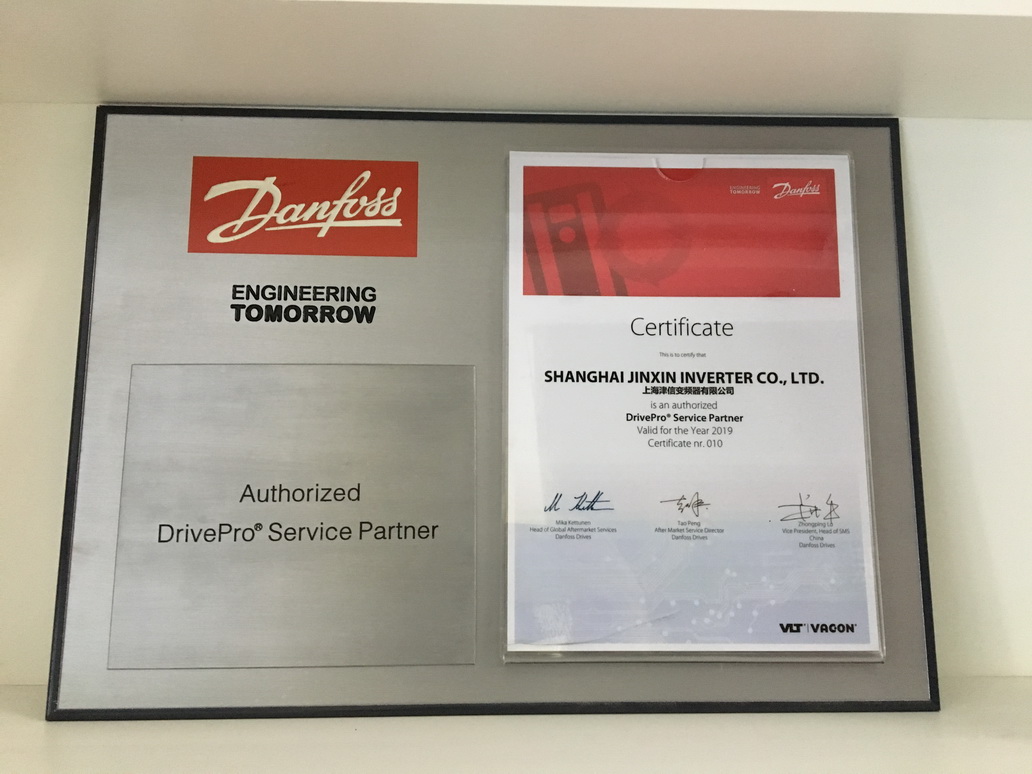 Danfoss
ENGINEERING
TOMORROW
Authorized
DrivePro® Service Partner
ENGINEERING
TOMORROW
Danfoss
Certificate
This is to certify that
SHANGHAI JINXIN INVERTER CO., LTD.
上海津信变频器有限公司
is an authorized
DrivePro® Service Partner
Valid for the Year 2019
Certificate nr. 010
Mika Kettunen
Head of Global Aftermarket Services
Danfoss Drives
Tao Peng
After Market Service Director
Danfoss Drives
Zhongping
Vice President, Head of SMS
China
Danfoss Drives
VLT® | VACON®